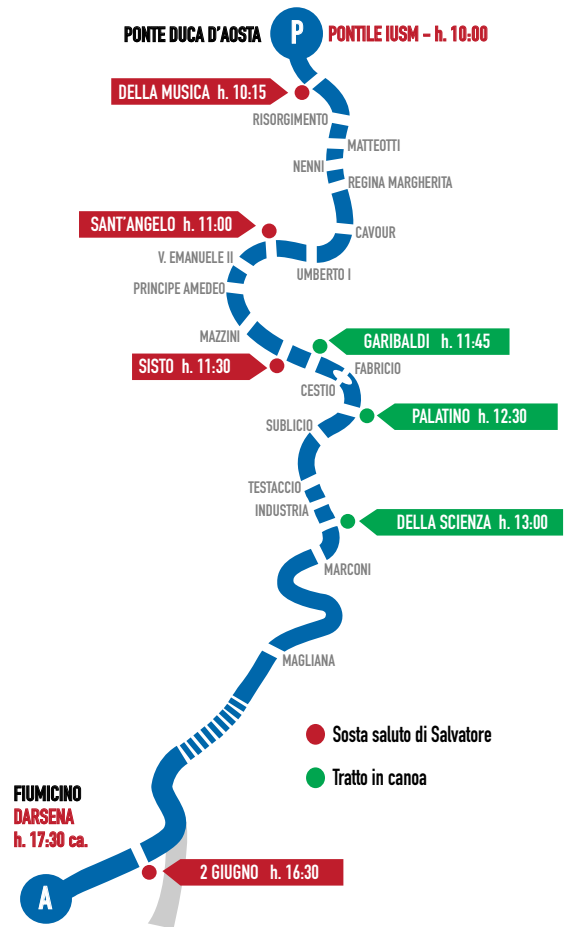 PONTE DUCA D'AOSTA
P
PONTILE IUSM – h. 10:00
DELLA MUSICA h. 10:15
RISORGIMENTO
MATTEOTTI
NENNI
REGINA MARGHERITA
SANT'ANGELO h. 11:00
CAVOUR
V. EMANUELE II
UMBERTO I
PRINCIPE AMEDEO
MAZZINI
GARIBALDI h. 11:45
SISTO h. 11:30
FABRICIO
CESTIO
PALATINO h. 12:30
SUBLICIO
TESTACCIO
INDUSTRIA
DELLA SCIENZA h. 13:00
MARCONI
MAGLIANA
Sosta saluto di Salvatore
Tratto in canoa
FIUMICINO
DARSENA
h. 17:30 ca.
2 GIUGNO h. 16:30
A